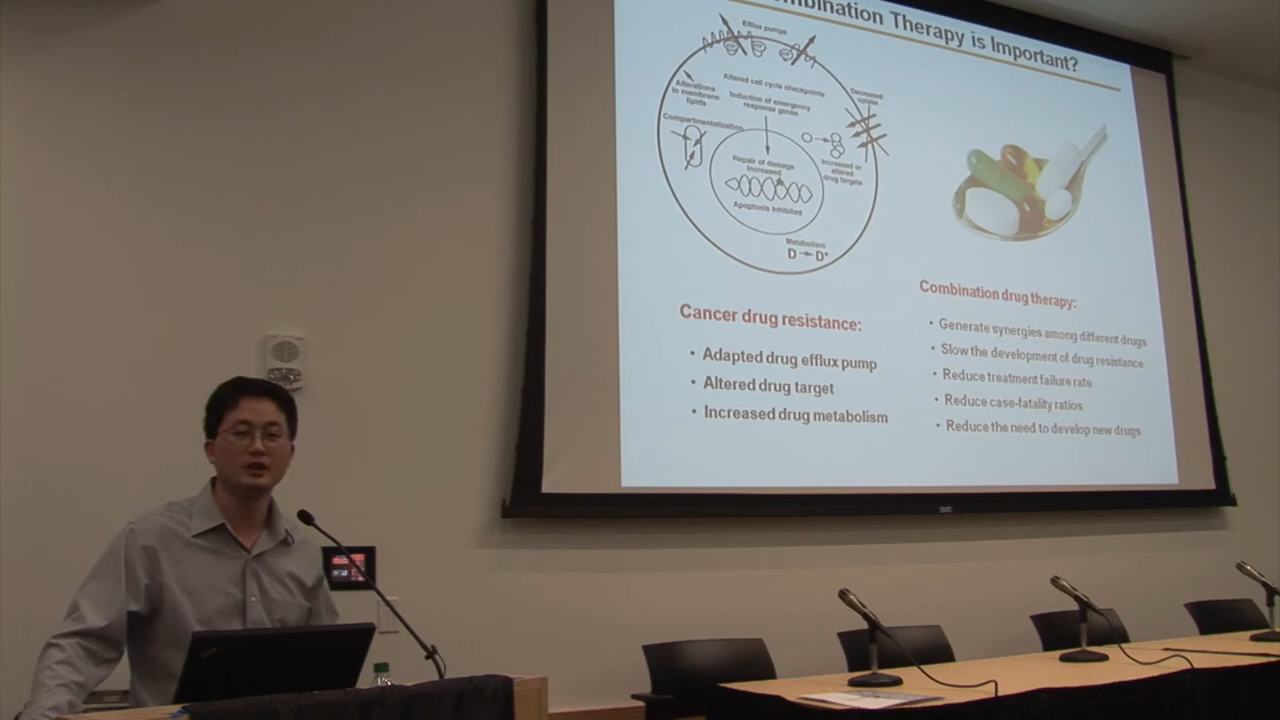 mbination Therapy is Important?
Efflux pumps
Altered cell cycle checkpoints
Alterations
in membrane
lipids
Induction of emergency
response genes
Decreased
uptake
Compartmentalization
Repair of damage
Increased
Increased or
altered
drug targets
Apoptosis Inhibited
Metabolism
D D*
Cancer drug resistance:
• Adapted drug efflux pump
• Altered drug target
• Increased drug metabolism
Combination drug therapy:
• Generate synergies among different drugs
• Slow the development of drug resistance
• Reduce treatment failure rate
• Reduce case-fatality ratios
• Reduce the need to develop new drugs